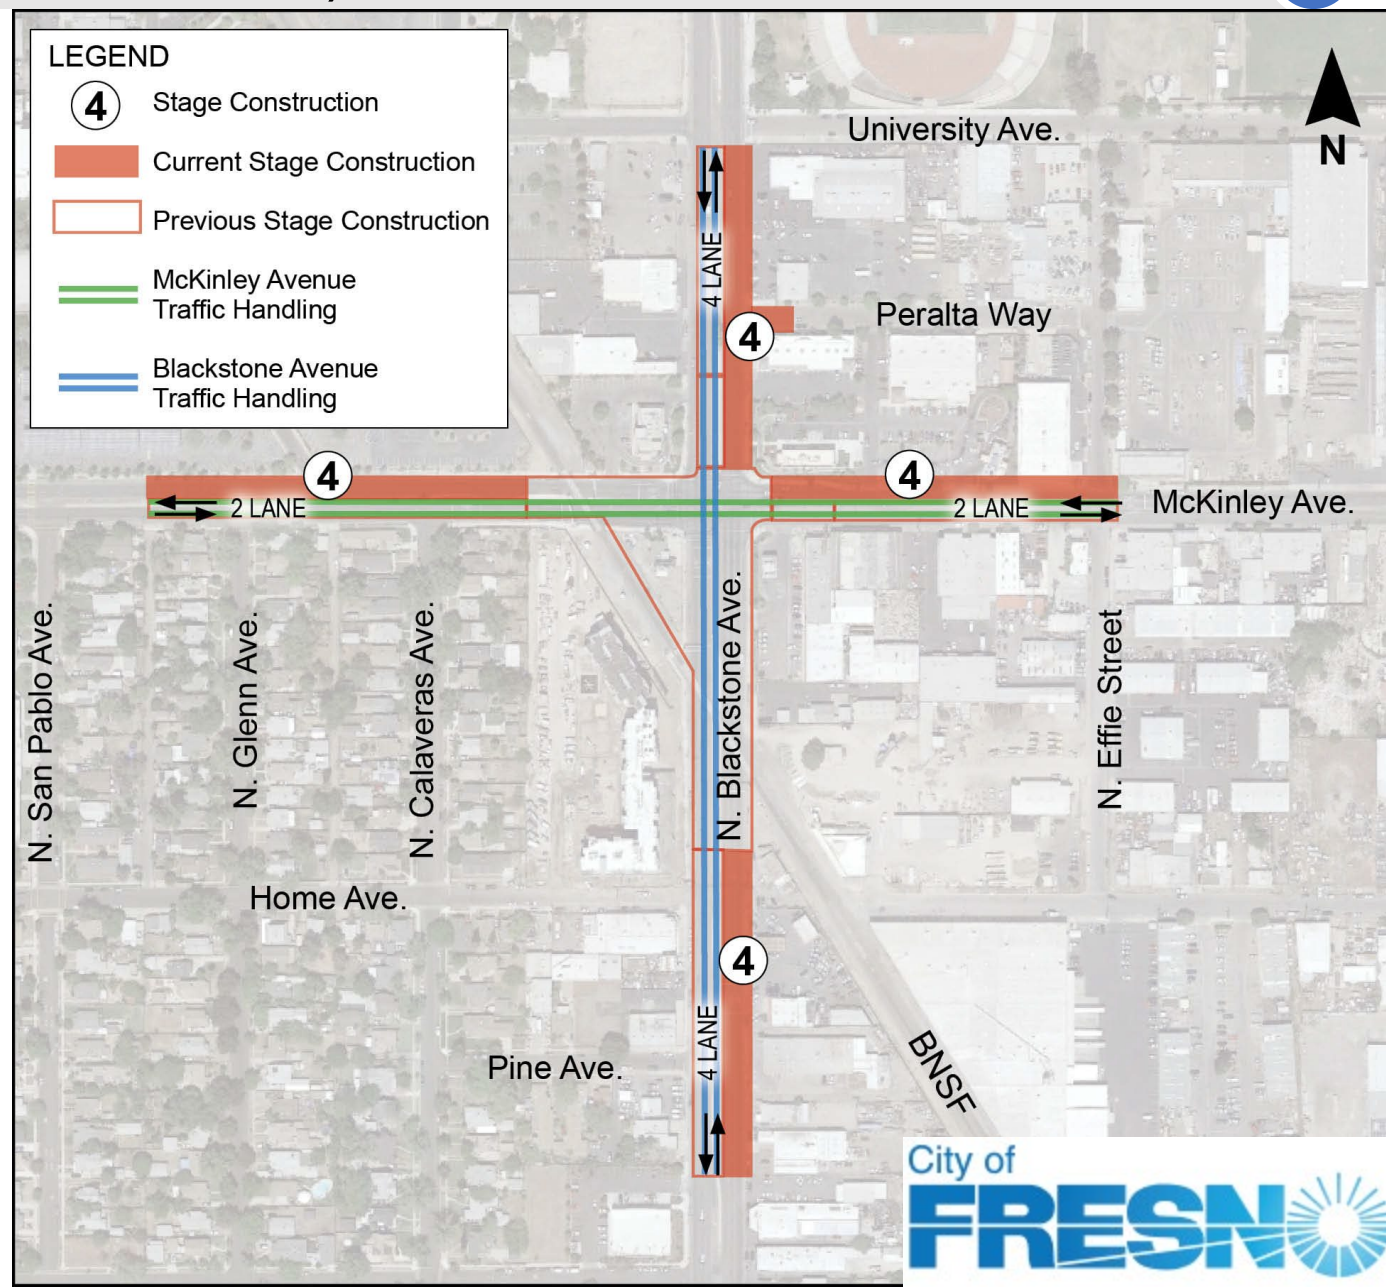 LEGEND
4 Stage Construction
Current Stage Construction
Previous Stage Construction
McKinley Avenue
Traffic Handling
Blackstone Avenue
Traffic Handling
University Ave.
N
4 LANE
Peralta Way
4
4
4
2 LANE
2 LANE
McKinley Ave.
N. San Pablo Ave.
N. Glenn Ave.
N. Calaveras Ave.
N. Blackstone Ave.
N. Effie Street
Home Ave.
4
4 LANE
Pine Ave.
BNSF
City of
FRESNO